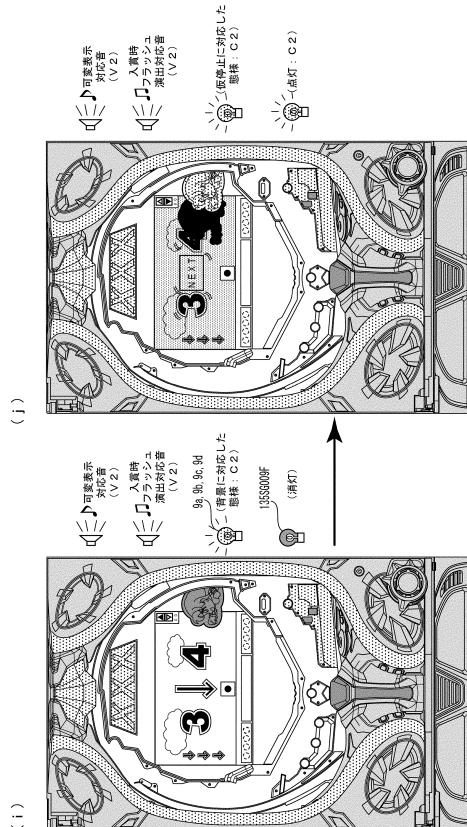 (j)
♪可変表示
対応音
(V2)
入賞時
フラッシュ
演出対応音
(V2)
(仮停止に対応した
態様:C2)
(点灯:C2)
3
NEXT
4
(i)
♪可変表示
対応音
(V2)
入賞時
フラッシュ
演出対応音
(V2)
9a, 9b, 9c, 9d
(背景に対応した
態様:C2)
135SG009F
(消灯)
3
4